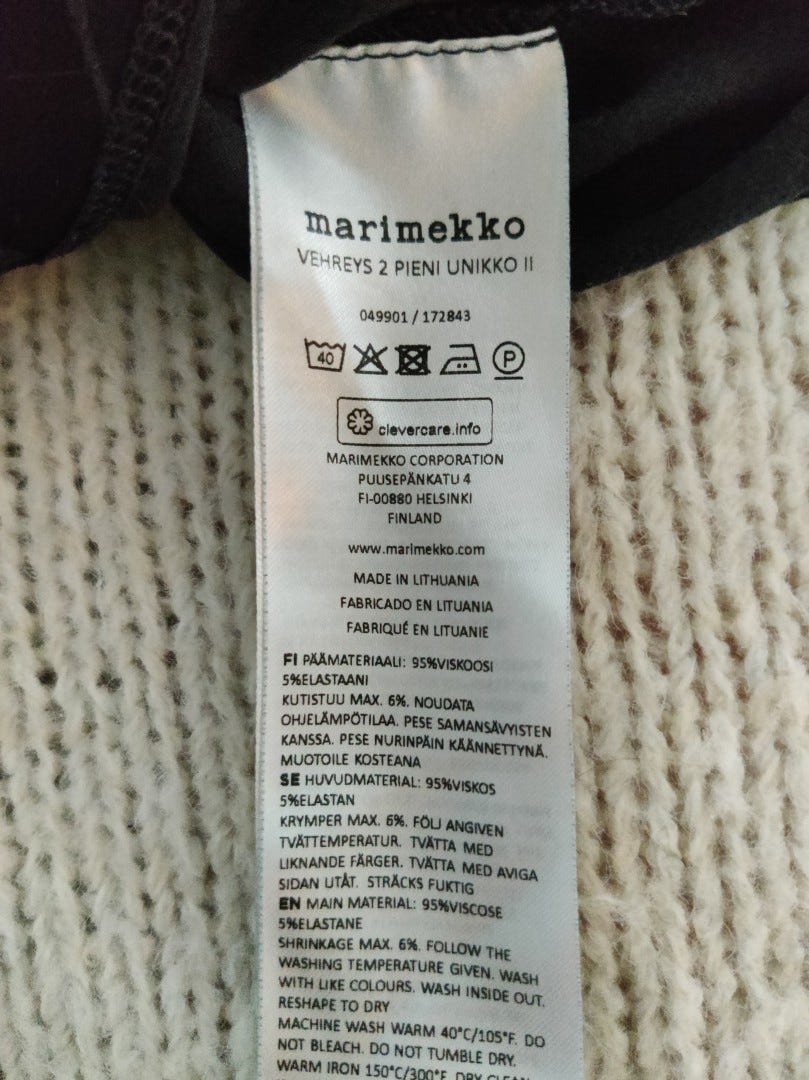 marimekko
VEHREYS 2 PIENI UNIKKO II
049901 / 172843
40 P
clevercare.info
MARIMEKKO CORPORATION
PUUSEPÄNKATU 4
FI-00880 HELSINKI
FINLAND
www.marimekko.com
MADE IN LITHUANIA
FABRICADO EN LITUANIA
FABRIQUÉ EN LITUANIE
FI PÄÄMATERIAALI: 95%VISKOOSI
5%ELASTAANI
KUTISTUU MAX. 6%. NOUDATA
OHJELÄMPÖTILAA. PESE SAMANSÄVYISTEN
KANSSA. PESE NURINPÄIN KÄÄNNETTYNÄ.
MUOTOILE KOSTEANA
SE HUVUDMATERIAL: 95%VISKOS
5%ELASTAN
KRYMPER MAX. 6%. FÖLJ ANGIVEN
TVÄTTEMPERATUR. TVÄTTA MED
LIKNANDE FÄRGER. TVÄTTA MED AVIGA
SIDAN UTÅT. STRÄCKS FUKTIG
EN MAIN MATERIAL: 95%VISCOSE
5%ELASTANE
SHRINKAGE MAX. 6%. FOLLOW THE
WASHING TEMPERATURE GIVEN. WASH
WITH LIKE COLOURS. WASH INSIDE OUT.
RESHAPE TO DRY
MACHINE WASH WARM 40°C/105°F. DO
NOT BLEACH. DO NOT TUMBLE DRY.
WARM IRON 150°C/300°F. DRY CLEAN